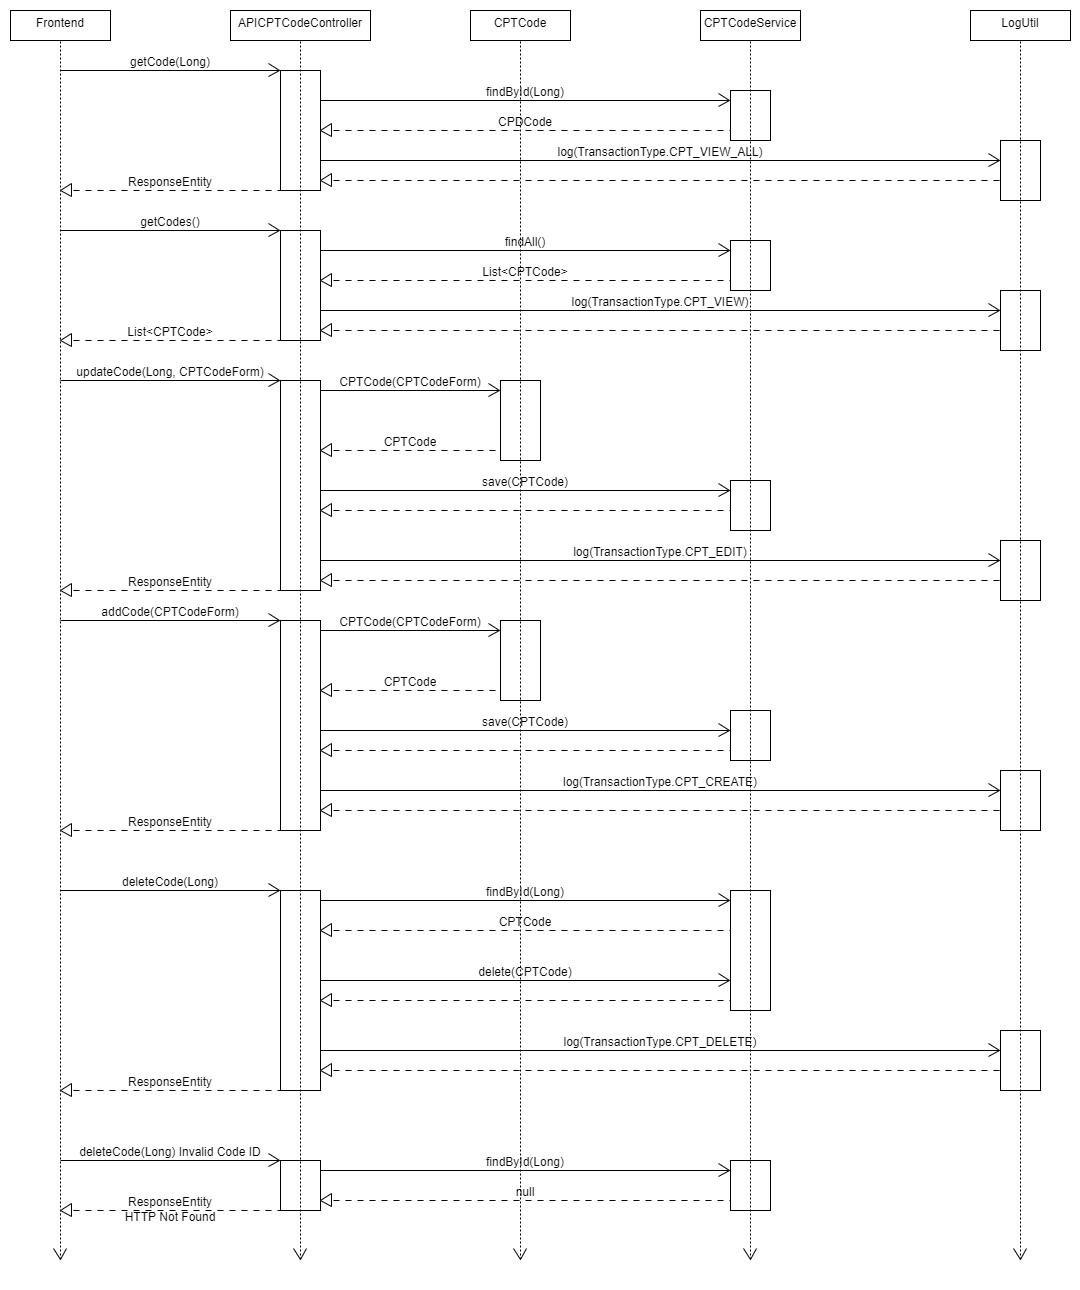 Frontend
APICPTCodeController
CPTCode
CPTCodeService
LogUtil
getCode(Long)
findById(Long)
CPDCode
log(TransactionType.CPT_VIEW_ALL)
ResponseEntity
getCodes()
findAll()
List<CPTCode>
log(TransactionType.CPT_VIEW)
List<CPTCode>
updateCode(Long, CPTCodeForm)
CPTCode(CPTCodeForm)
CPTCode
save(CPTCode)
log(TransactionType.CPT_EDIT)
ResponseEntity
addCode(CPTCodeForm)
CPTCode(CPTCodeForm)
CPTCode
save(CPTCode)
log(TransactionType.CPT_CREATE)
ResponseEntity
deleteCode(Long)
findById(Long)
CPTCode
delete(CPTCode)
log(TransactionType.CPT_DELETE)
ResponseEntity
deleteCode(Long) Invalid Code ID
findById(Long)
null
ResponseEntity
HTTP Not Found